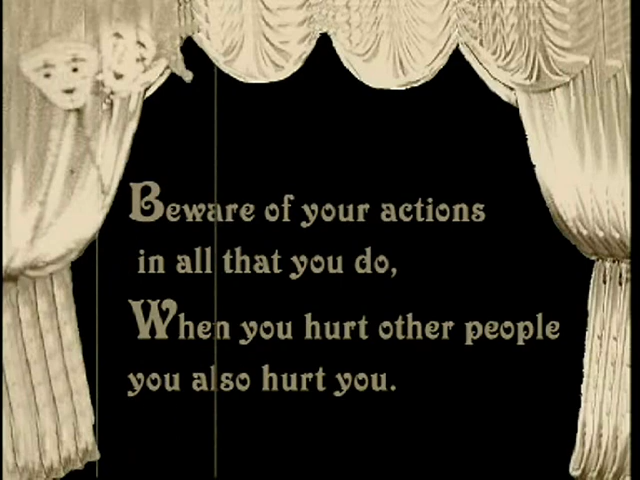 Beware of your actions
in all that you do,
When you hurt other people
you also hurt you.